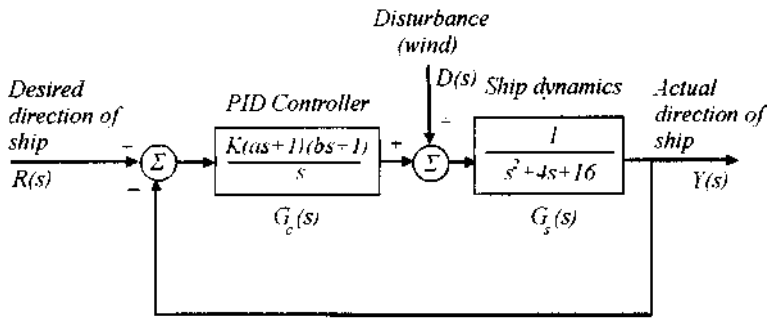 Disturbance
(wind)
D(s)
Desired
direction of
ship
R(s)
PID Controller
K(as+1)(bs+1)
s
G_c(s)
Σ
+
Σ
Ship dynamics
1
s²+4s+16
G_s(s)
Actual
direction of
ship
Y(s)